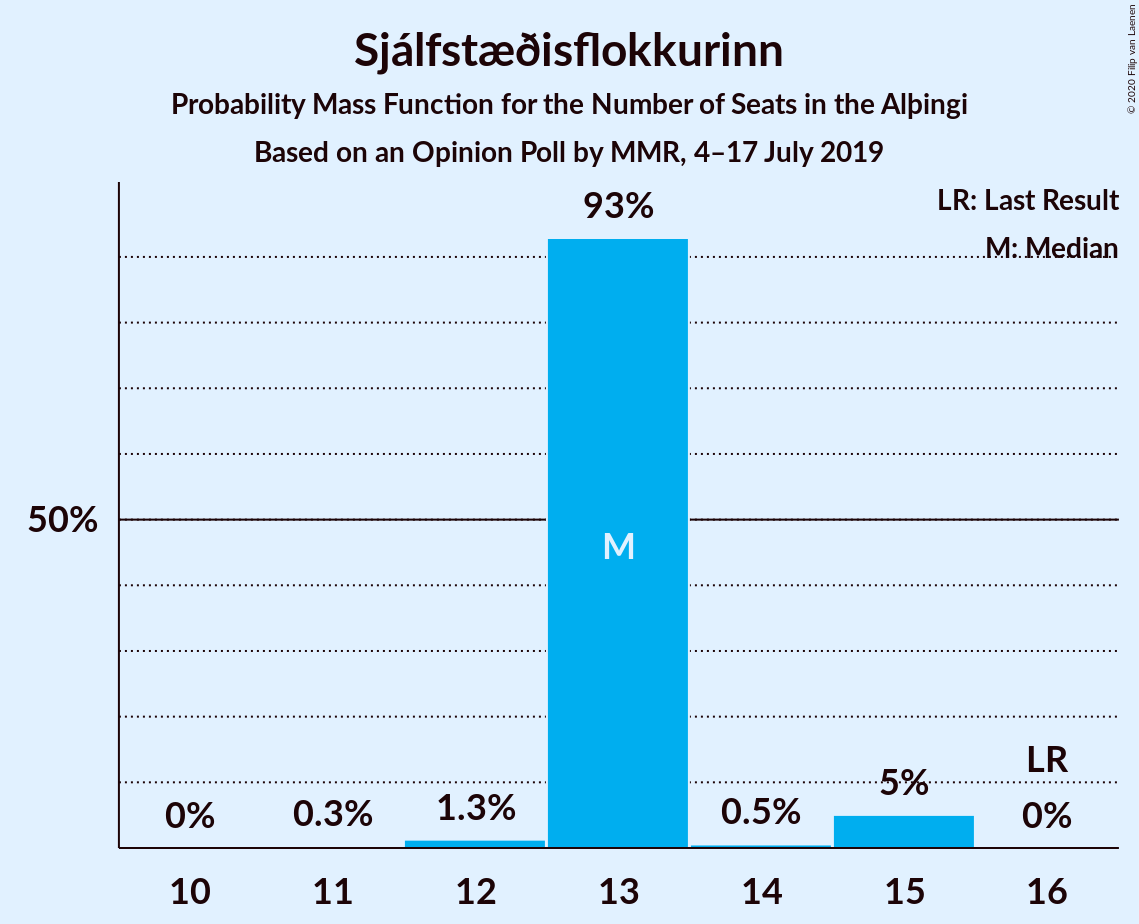 Sjálfstæðisflokkurinn
Probability Mass Function for the Number of Seats in the Alþingi
Based on an Opinion Poll by MMR, 4–17 July 2019
© 2020 Filip van Laenen
LR: Last Result
M: Median
93%
50%
M
LR
0%
0.3%
1.3%
0.5%
5%
0%
10
11
12
13
14
15
16